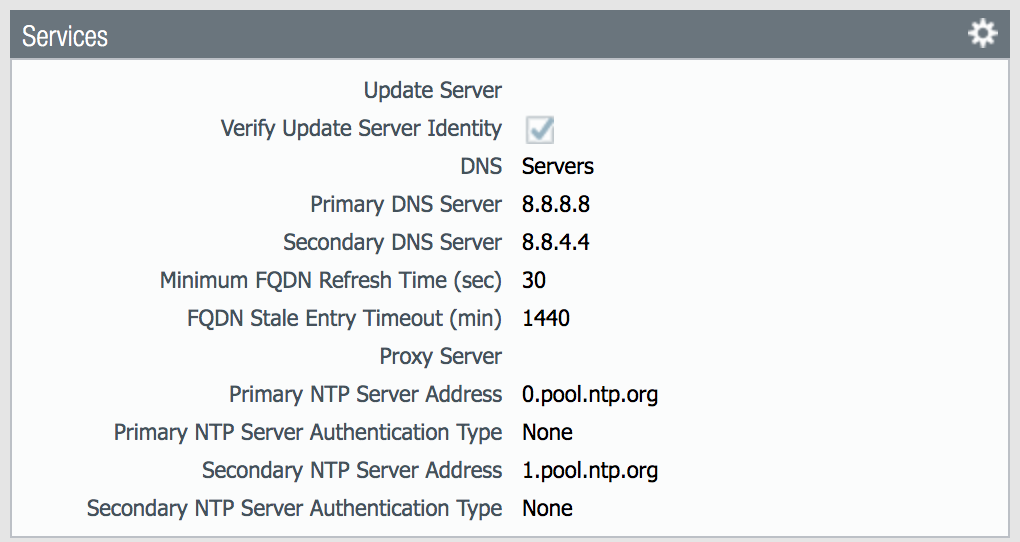 Services
Update Server
Verify Update Server Identity
DNS Servers
Primary DNS Server 8.8.8.8
Secondary DNS Server 8.8.4.4
Minimum FQDN Refresh Time (sec) 30
FQDN Stale Entry Timeout (min) 1440
Proxy Server
Primary NTP Server Address 0.pool.ntp.org
Primary NTP Server Authentication Type None
Secondary NTP Server Address 1.pool.ntp.org
Secondary NTP Server Authentication Type None